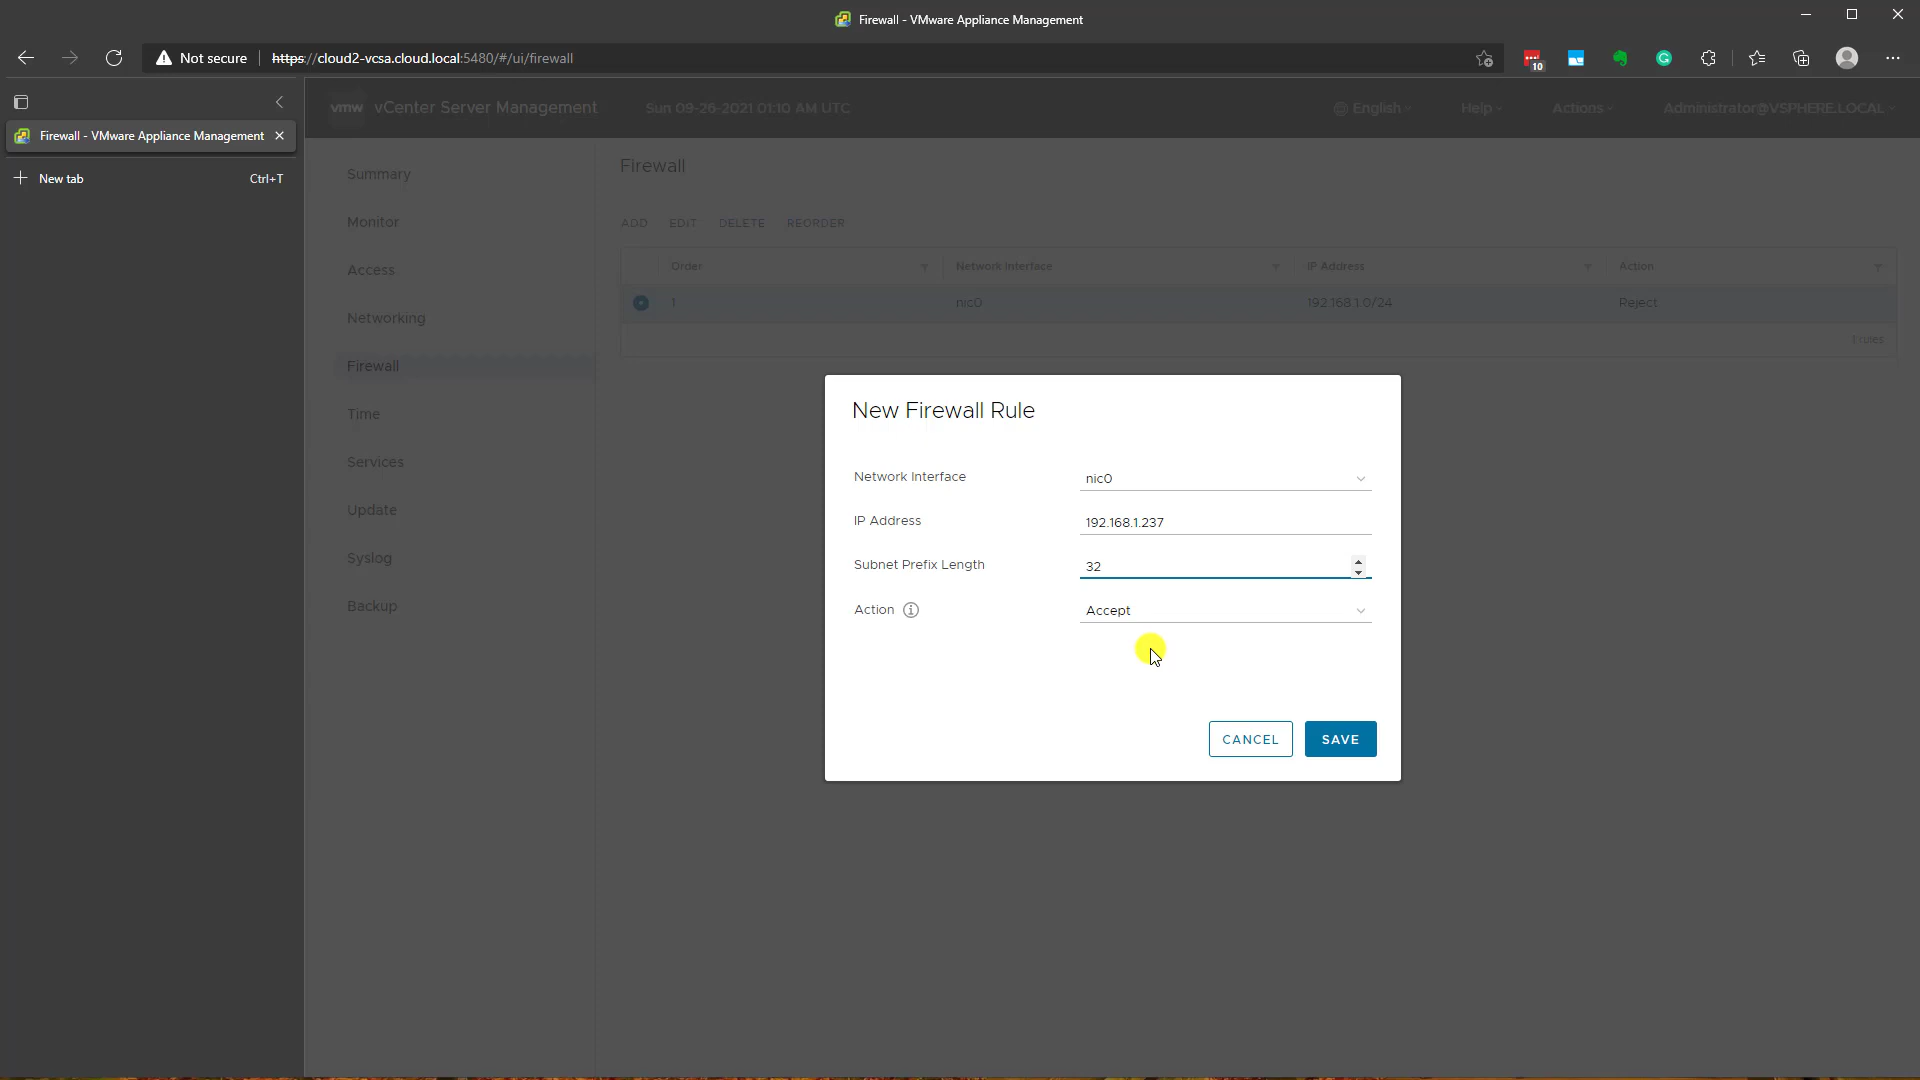 Firewall - VMware Appliance Management
Not secure
https://cloud2-vcsa.cloud.local:5480/#/ui/firewall
10
vmw vCenter Server Management
Sun 09-26-2021 01:10 AM UTC
English
Help
Actions
Administrator@VSPHERE.LOCAL
Firewall - VMware Appliance Management
New tab
Ctrl+T
Summary
Monitor
Access
Networking
Firewall
Time
Services
Update
Syslog
Backup
Firewall
ADD EDIT DELETE REORDER
Order Network Interface IP Address Action
1 nic0 192.168.1.0/24 Reject
1 rules
New Firewall Rule
Network Interface nic0
IP Address 192.168.1.237
Subnet Prefix Length 32
Action Accept
CANCEL SAVE